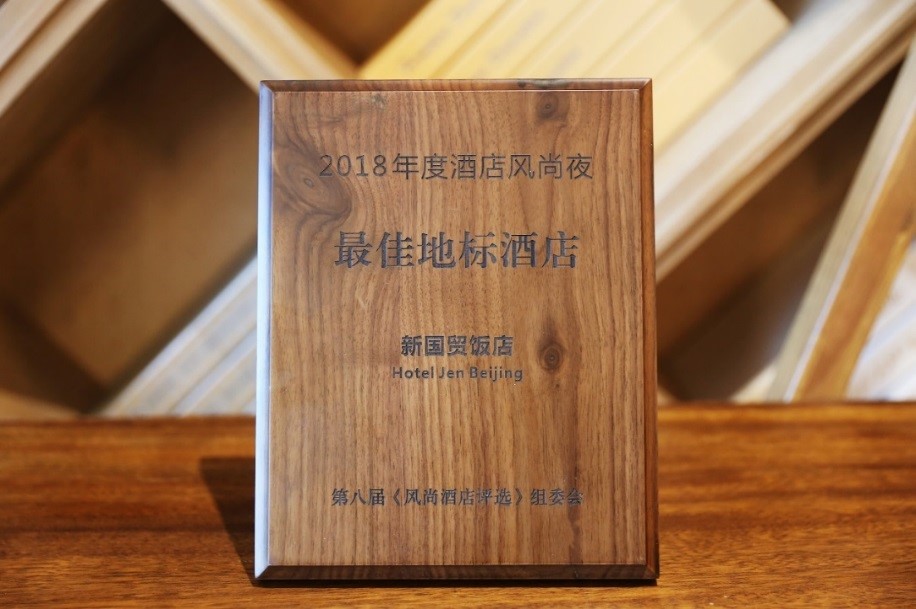 2018年度酒店风尚夜
最佳地标酒店
新国贸饭店
Hotel Jen Beijing
第八届《风尚酒店评选》组委会